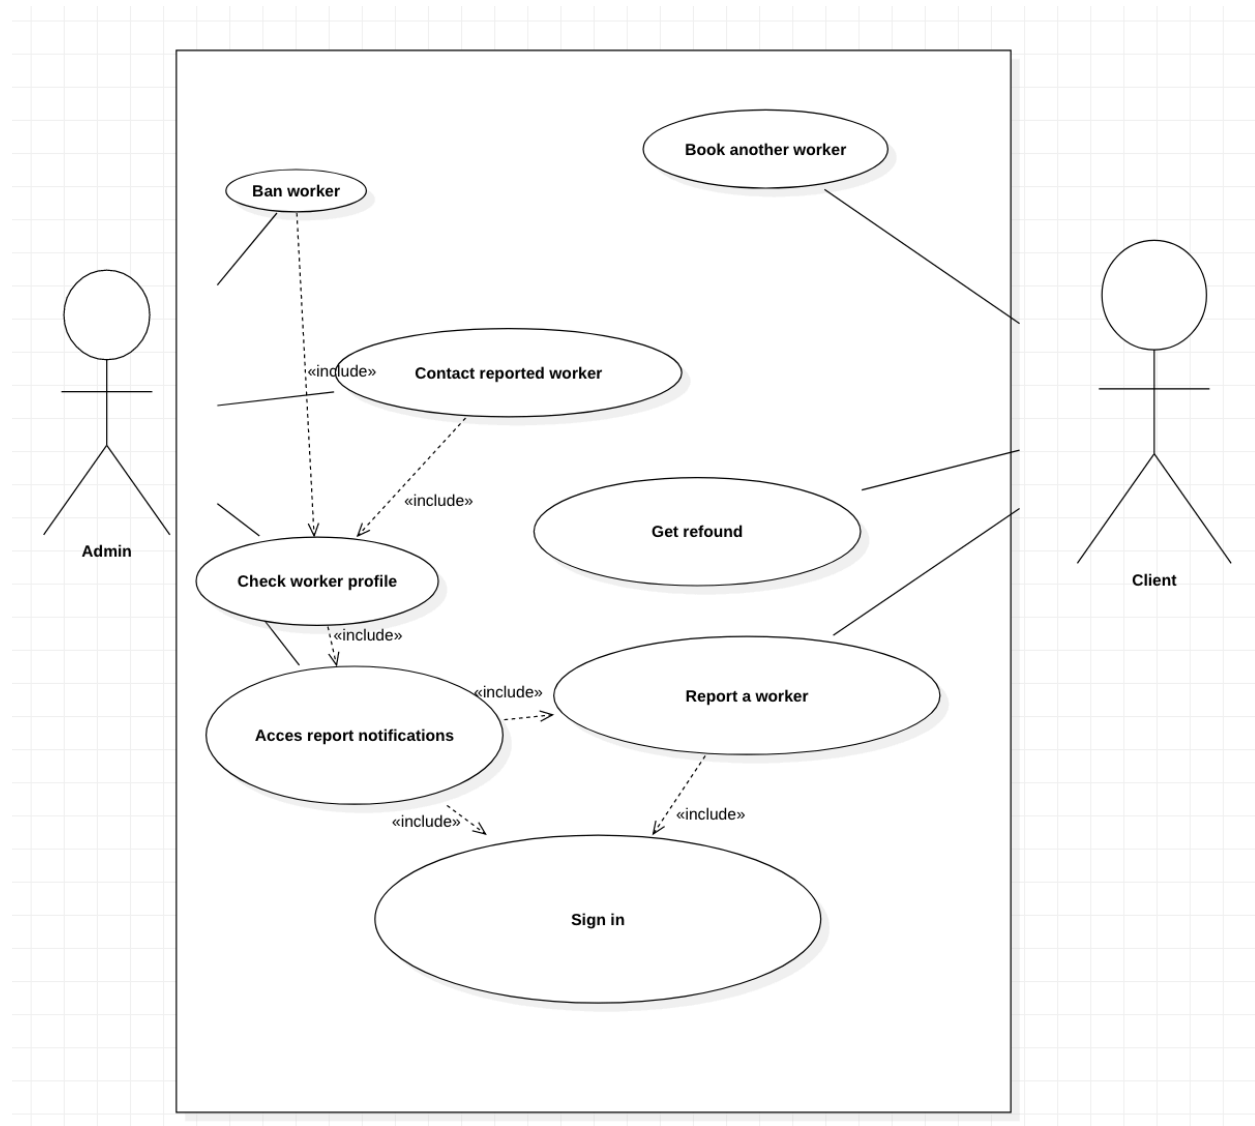 Book another worker
Ban worker
«include»
Contact reported worker
«include»
Get refound
Admin
Client
Check worker profile
«include»
«include»
Report a worker
Acces report notifications
«include»
«include»
Sign in